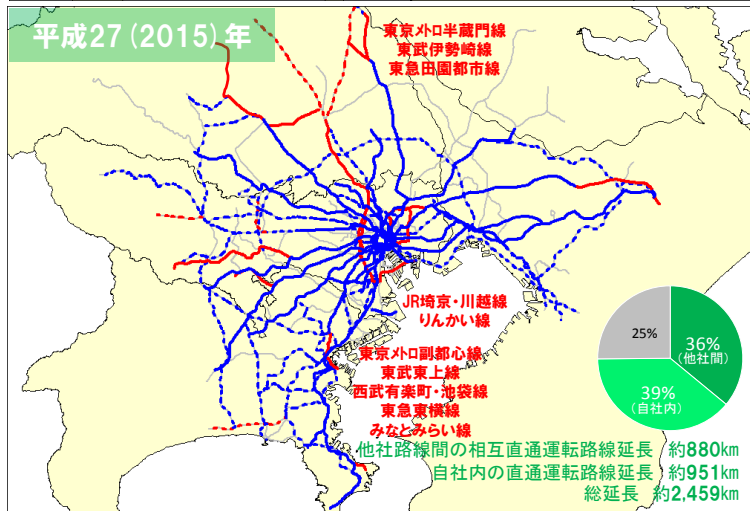 平成27(2015)年
東京メトロ半蔵門線
東武伊勢崎線
東急田園都市線
JR埼京・川越線
りんかい線
東京メトロ副都心線
東武東上線
西武有楽町・池袋線
東急東横線
みなとみらい線
25%
36%
(他社間)
39%
(自社内)
他社路線間の相互直通運転路線延長 約880km
自社内の直通運転路線延長 約951km
総延長 約2,459km